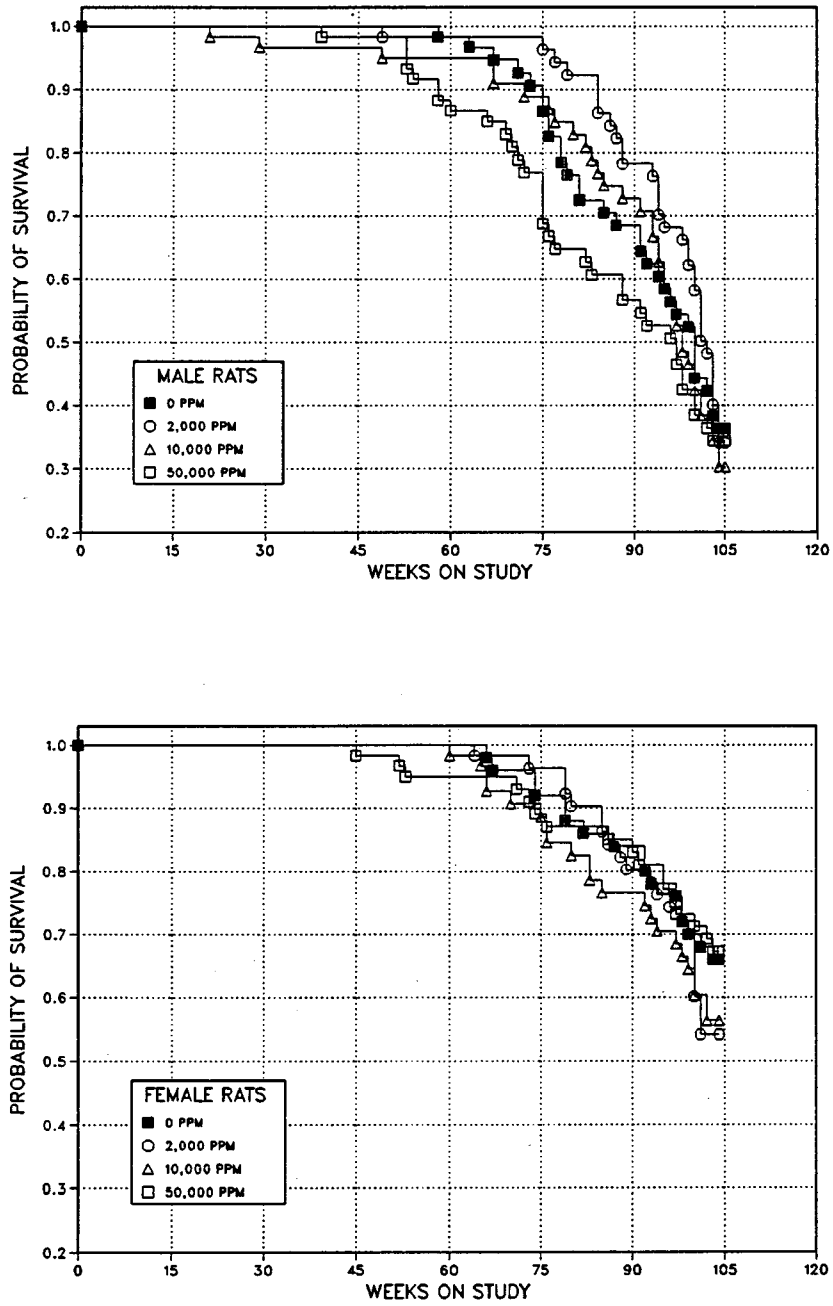 PROBABILITY OF SURVIVAL
1.0
0.9
0.8
0.7
0.6
0.5
0.4
0.3
0.2
MALE RATS
0 PPM
2,000 PPM
10,000 PPM
50,000 PPM
0 15 30 45 60 75 90 105 120
WEEKS ON STUDY
PROBABILITY OF SURVIVAL
1.0
0.9
0.8
0.7
0.6
0.5
0.4
0.3
0.2
FEMALE RATS
0 PPM
2,000 PPM
10,000 PPM
50,000 PPM
0 15 30 45 60 75 90 105 120
WEEKS ON STUDY